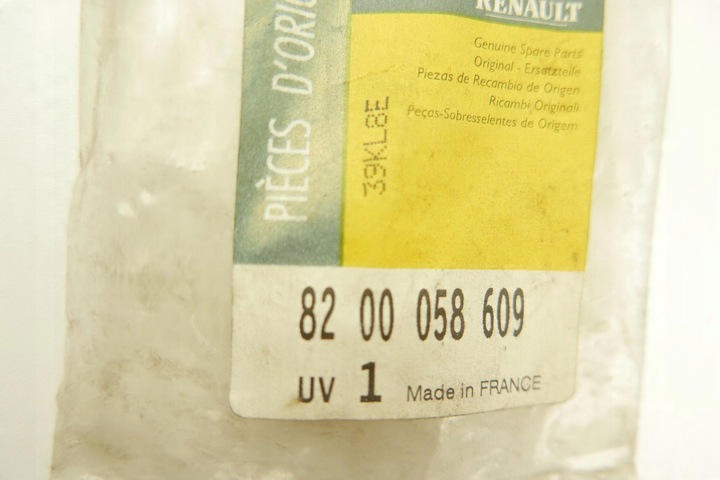 RENAULT
PIÈCES D'ORIG
Genuine Spare Parts
Original - Ersatzteile
Piezas de Recambio de Origen
Ricambi Originali
Peças-Sobresselentes de Origem
39KL8E
82 00 058 609
UV 1 Made in FRANCE